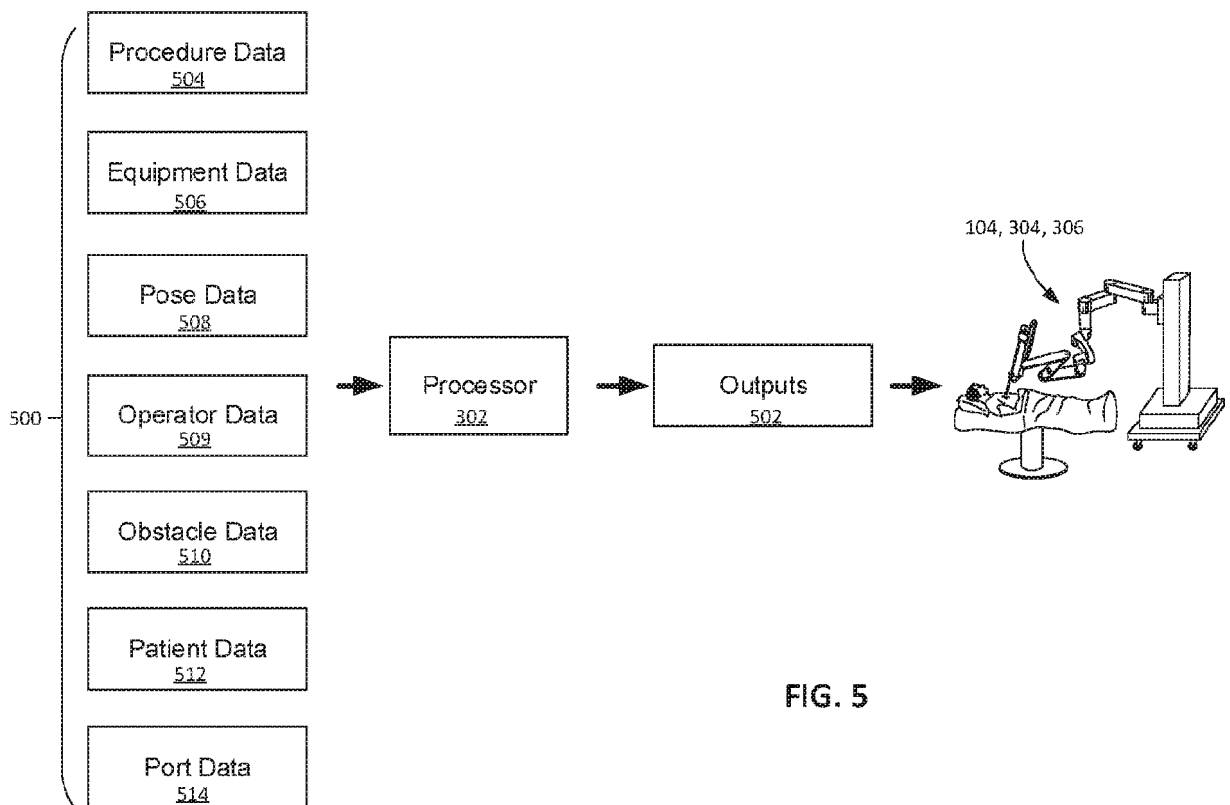 Procedure Data
504
Equipment Data
506
Pose Data
508
Operator Data
509
Obstacle Data
510
Patient Data
512
Port Data
514
500
Processor
302
Outputs
502
104, 304, 306
FIG. 5